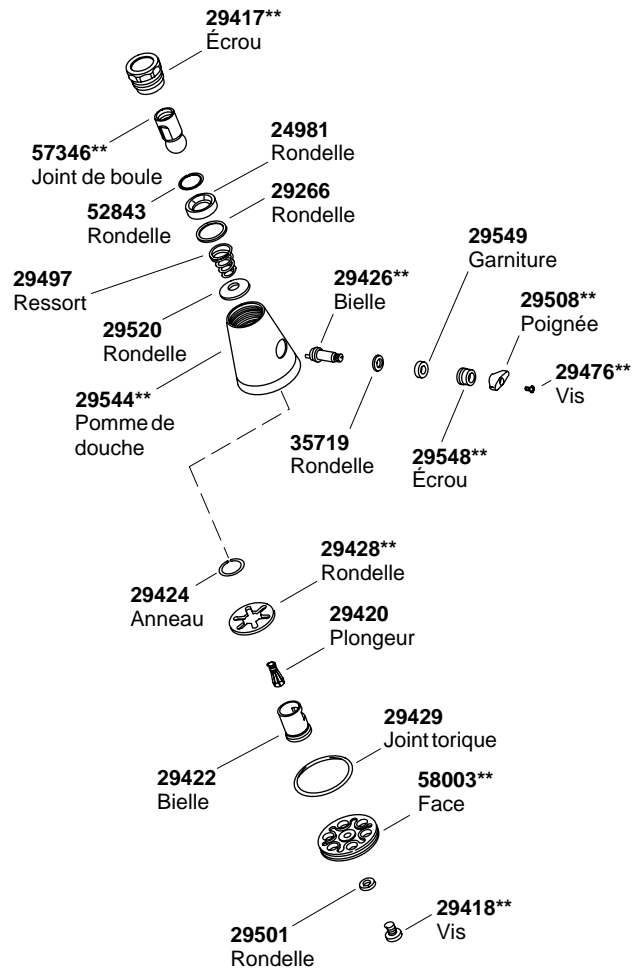 29417**
Écrou
57346**
Joint de boule
24981
Rondelle
52843
Rondelle
29266
Rondelle
29497
Ressort
29520
Rondelle
29426**
Bielle
29549
Garniture
29508**
Poignée
29476**
Vis
29544**
Pomme de
douche
35719
Rondelle
29548**
Écrou
29424
Anneau
29428**
Rondelle
29420
Plongeur
29422
Bielle
29429
Joint torique
58003**
Face
29501
Rondelle
29418**
Vis